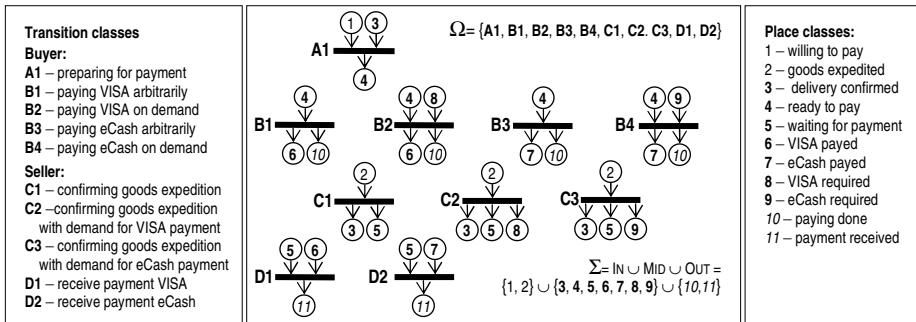 Transition classes
Buyer:
A1 – preparing for payment
B1 – paying VISA arbitrarily
B2 – paying VISA on demand
B3 – paying eCash arbitrarily
B4 – paying eCash on demand
Seller:
C1 – confirming goods expedition
C2 –confirming goods expedition
with demand for VISA payment
C3 – confirming goods expedition
with demand for eCash payment
D1 – receive payment VISA
D2 – receive payment eCash
1 3
A1
4
Ω= {A1, B1, B2, B3, B4, C1, C2. C3, D1, D2}
4 4 8 4 4 9
B1 B2 B3 B4
6 10 6 10 7 10 7 10
2 2 2
C1 C2 C3
3 5 3 5 8 3 5 9
5 6 5 7
D1 D2
11 11
Σ= IN ∪ MID ∪ OUT =
{1, 2} ∪ {3, 4, 5, 6, 7, 8, 9} ∪ {10,11}
Place classes:
1 – willing to pay
2 – goods expedited
3 – delivery confirmed
4 – ready to pay
5 – waiting for payment
6 – VISA payed
7 – eCash payed
8 – VISA required
9 – eCash required
10 – paying done
11 – payment received